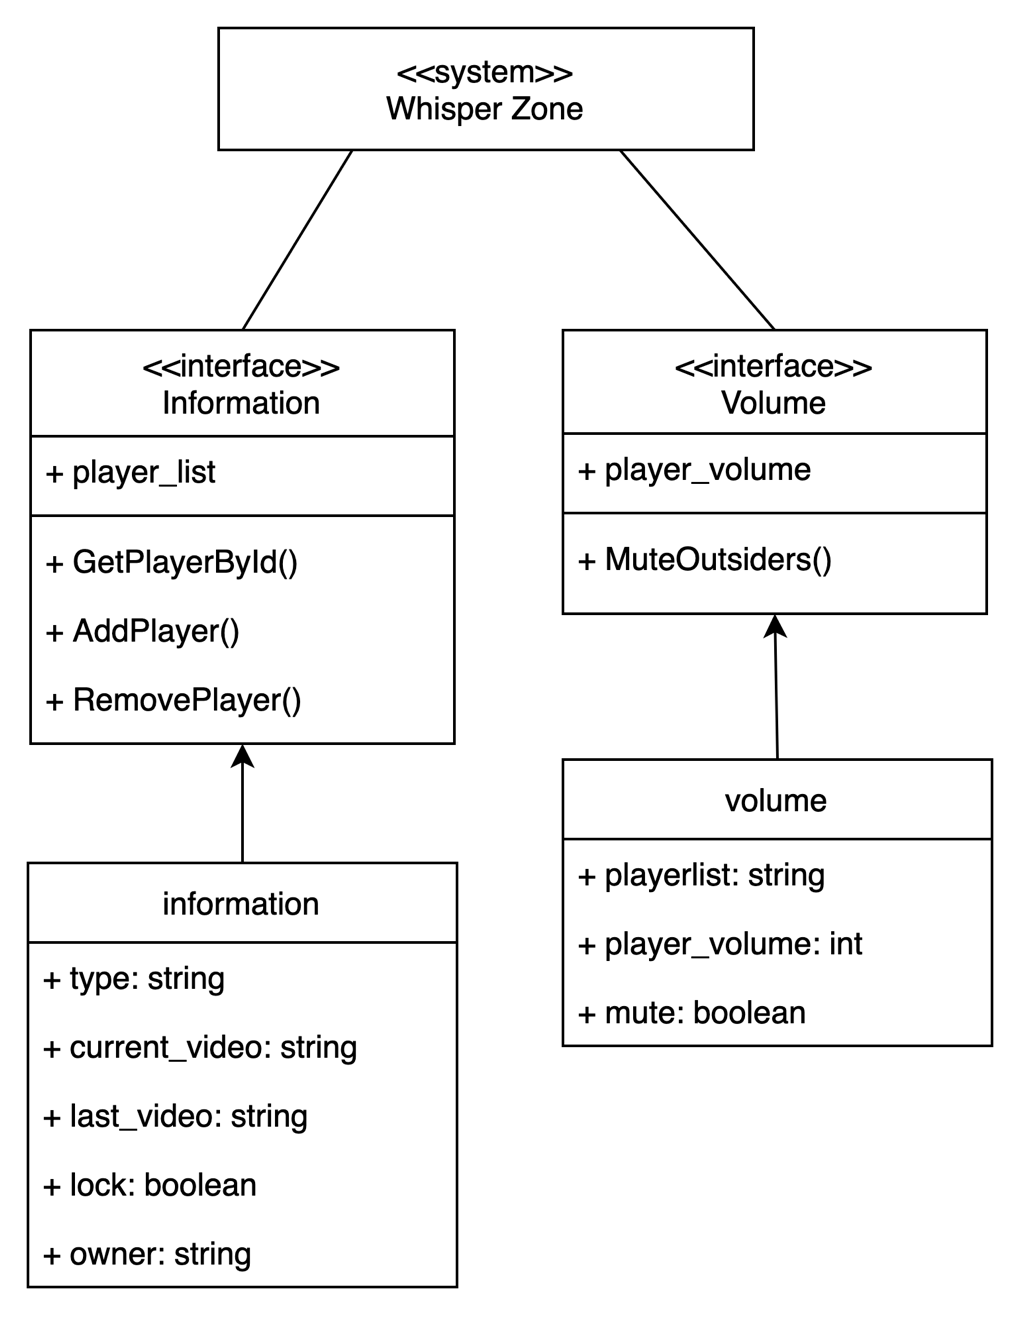 <<system>>
Whisper Zone
<<interface>>
Information
+ player_list
+ GetPlayerById()
+ AddPlayer()
+ RemovePlayer()
<<interface>>
Volume
+ player_volume
+ MuteOutsiders()
information
+ type: string
+ current_video: string
+ last_video: string
+ lock: boolean
+ owner: string
volume
+ playerlist: string
+ player_volume: int
+ mute: boolean